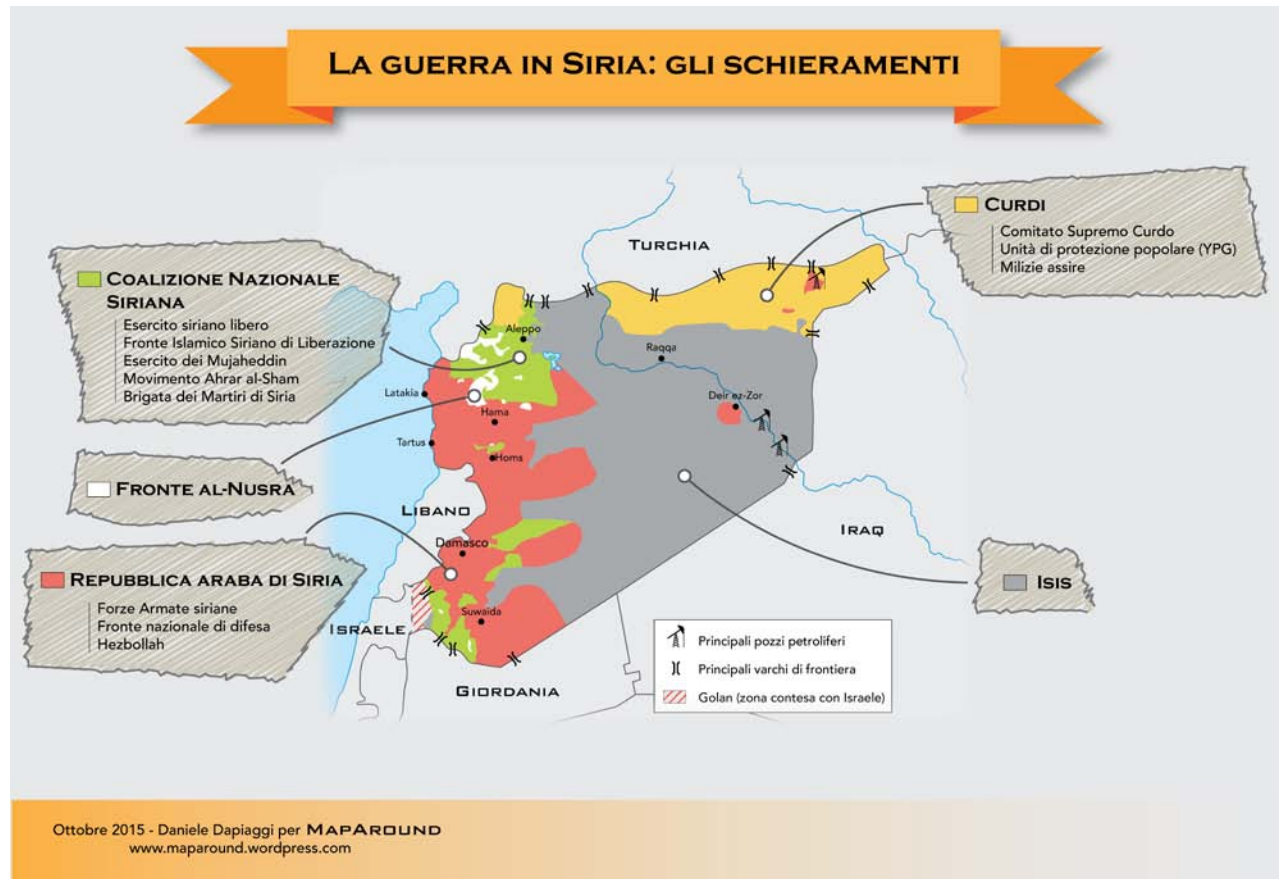 La guerra in Siria: gli schieramenti
Coalizione Nazionale
Siriana
Esercito siriano libero
Fronte Islamico Siriano di Liberazione
Esercito dei Mujaheddin
Movimento Ahrar al-Sham
Brigata dei Martiri di Siria
Fronte al-Nusra
Repubblica araba di Siria
Forze Armate siriane
Fronte nazionale di difesa
Hezbollah
Curdi
Comitato Supremo Curdo
Unità di protezione popolare (YPG)
Milizie assire
Isis
Turchia
Aleppo
Raqqa
Latakia
Deir ez-Zor
Hama
Tartus
Homs
Libano
Iraq
Damasco
Suwaida
Israele
Giordania
Principali pozzi petroliferi
Principali varchi di frontiera
Golan (zona contesa con Israele)
Ottobre 2015 - Daniele Dapiaggi per MapAround
www.maparound.wordpress.com